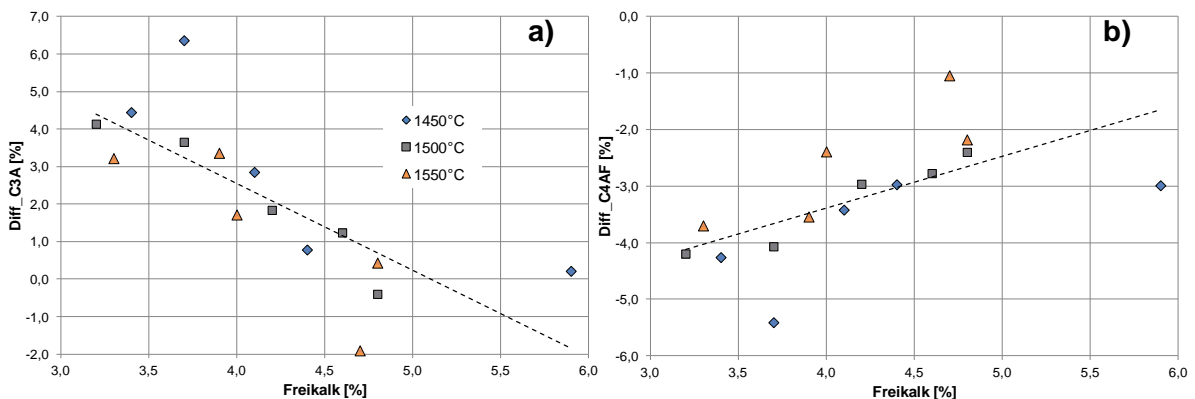 a)
7,0
6,0
5,0
4,0
3,0
2,0
1,0
0,0
-1,0
-2,0
Diff_C3A [%]
1450°C
1500°C
1550°C
3,0 3,5 4,0 4,5 5,0 5,5 6,0
Freikalk [%]
b)
0,0
-1,0
-2,0
-3,0
-4,0
-5,0
-6,0
Diff_C4AF [%]
3,0 3,5 4,0 4,5 5,0 5,5 6,0
Freikalk [%]